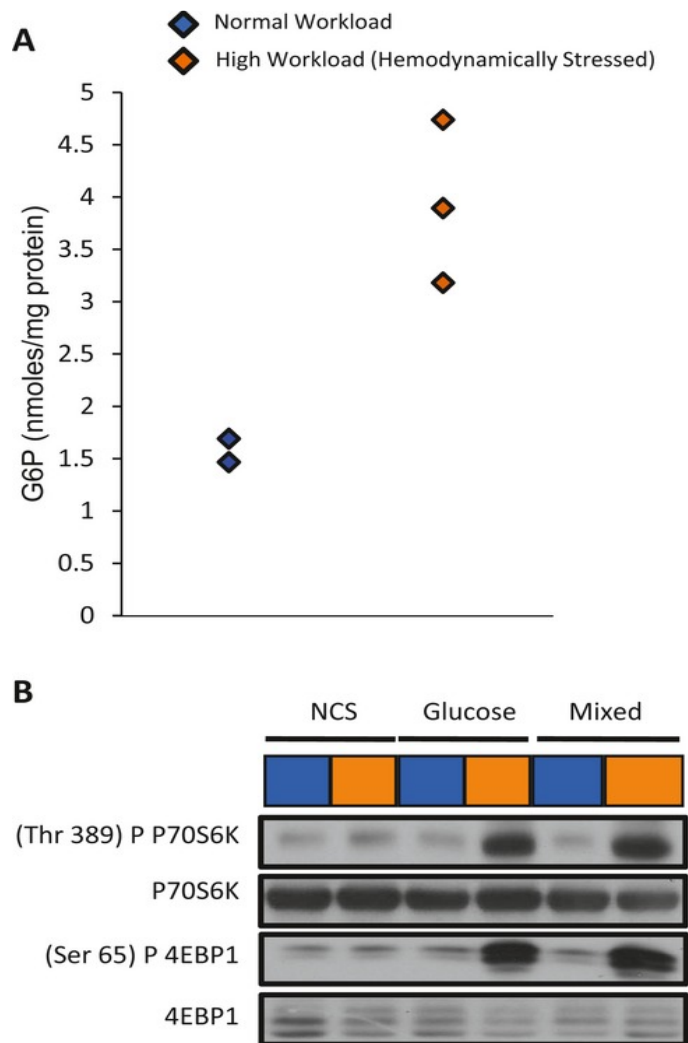 A
Normal Workload
High Workload (Hemodynamically Stressed)
5
4.5
4
3.5
3
2.5
2
1.5
1
0.5
0
G6P (nmoles/mg protein)
B
NCS Glucose Mixed
(Thr 389) P P70S6K
P70S6K
(Ser 65) P 4EBP1
4EBP1